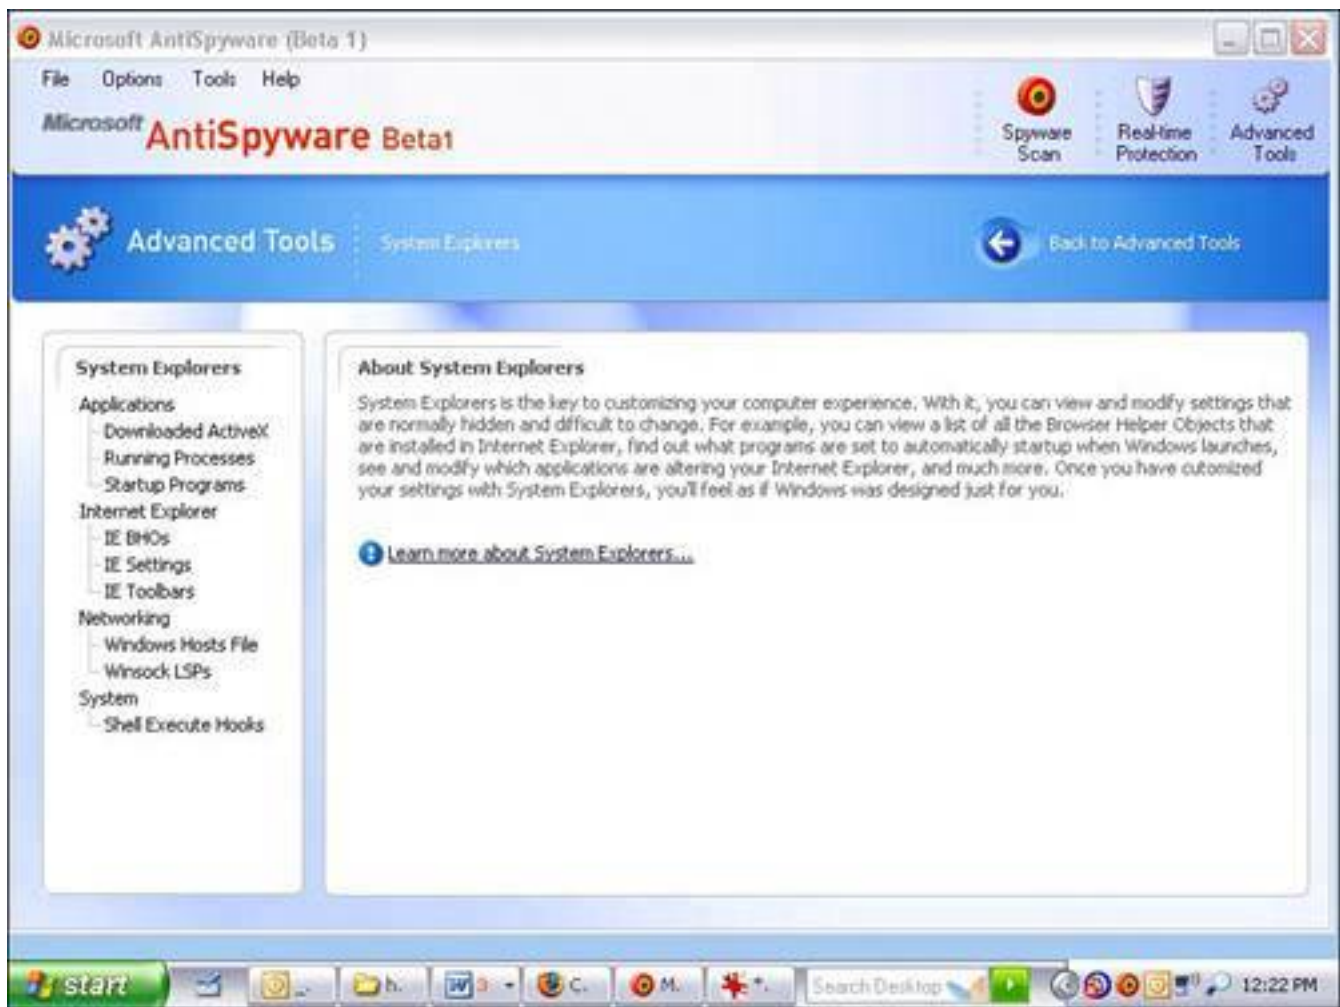 Microsoft AntiSpyware (Beta 1)
File Options Tools Help
Microsoft AntiSpyware Beta1
Spyware Scan
Real-time Protection
Advanced Tools
Advanced Tools
System Explorers
Back to Advanced Tools
System Explorers
Applications
Downloaded ActiveX
Running Processes
Startup Programs
Internet Explorer
IE BHOs
IE Settings
IE Toolbars
Networking
Windows Hosts File
Winsock LSPs
System
Shell Execute Hooks
About System Explorers
System Explorers is the key to customizing your computer experience. With it, you can view and modify settings that
are normally hidden and difficult to change. For example, you can view a list of all the Browser Helper Objects that
are installed in Internet Explorer, find out what programs are set to automatically startup when Windows launches,
see and modify which applications are altering your Internet Explorer, and much more. Once you have cutomized
your settings with System Explorers, you'll feel as if Windows was designed just for you.
Learn more about System Explorers...
start
h.
3
C.
M.
Search Desktop
12:22 PM